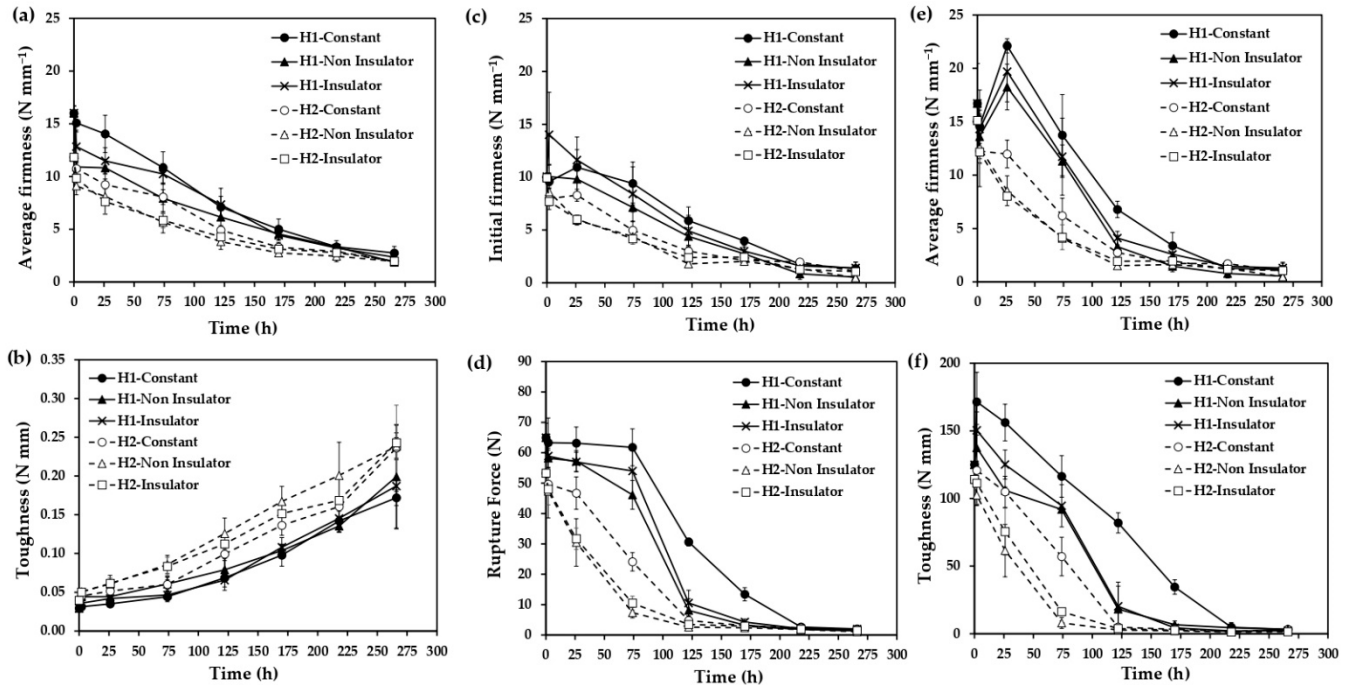 (a)
Average firmness (N mm⁻¹)
25
20
15
10
5
0
H1-Constant
H1-Non Insulator
H1-Insulator
H2-Constant
H2-Non Insulator
H2-Insulator
0 25 50 75 100 125 150 175 200 225 250 275 300
Time (h)
(c)
Initial firmness (N mm⁻¹)
25
20
15
10
5
0
H1-Constant
H1-Non Insulator
H1-Insulator
H2-Constant
H2-Non Insulator
H2-Insulator
0 25 50 75 100 125 150 175 200 225 250 275 300
Time (h)
(e)
Average firmness (N mm⁻¹)
25
20
15
10
5
0
H1-Constant
H1-Non Insulator
H1-Insulator
H2-Constant
H2-Non Insulator
H2-Insulator
0 25 50 75 100 125 150 175 200 225 250 275 300
Time (h)
(b)
Toughness (N mm)
0.35
0.30
0.25
0.20
0.15
0.10
0.05
0.00
H1-Constant
H1-Non Insulator
H1-Insulator
H2-Constant
H2-Non Insulator
H2-Insulator
0 25 50 75 100 125 150 175 200 225 250 275 300
Time (h)
(d)
Rupture Force (N)
90
80
70
60
50
40
30
20
10
0
H1-Constant
H1-Non Insulator
H1-Insulator
H2-Constant
H2-Non Insulator
H2-Insulator
0 25 50 75 100 125 150 175 200 225 250 275 300
Time (h)
(f)
Toughness (N mm)
200
150
100
50
0
H1-Constant
H1-Non Insulator
H1-Insulator
H2-Constant
H2-Non Insulator
H2-Insulator
0 25 50 75 100 125 150 175 200 225 250 275 300
Time (h)